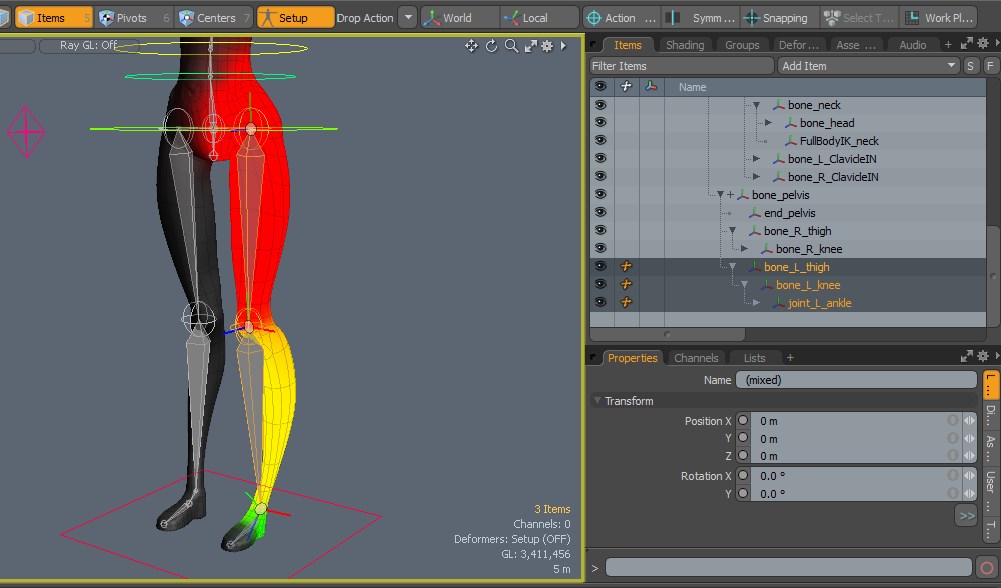 Items 5 Pivots 6 Centers 7 Setup Drop Action World Local Action ... Symm ... Snapping Select T... Work Pl...
Ray GL: Off
Items Shading Groups Defor ... Asse ... Audio +
Filter Items Add Item S F
Name
bone_neck
bone_head
FullBodyIK_neck
bone_L_ClavicleIN
bone_R_ClavicleIN
+ bone_pelvis
end_pelvis
bone_R_thigh
bone_R_knee
bone_L_thigh
bone_L_knee
joint_L_ankle
Properties Channels Lists +
Name (mixed)
Transform
Position X 0 m
Y 0 m
Z 0 m
Rotation X 0.0 °
Y 0.0 °
>>
L ...
Di...
As ...
User ...
T...
3 Items
Channels: 0
Deformers: Setup (OFF)
GL: 3,411,456
5 m
>